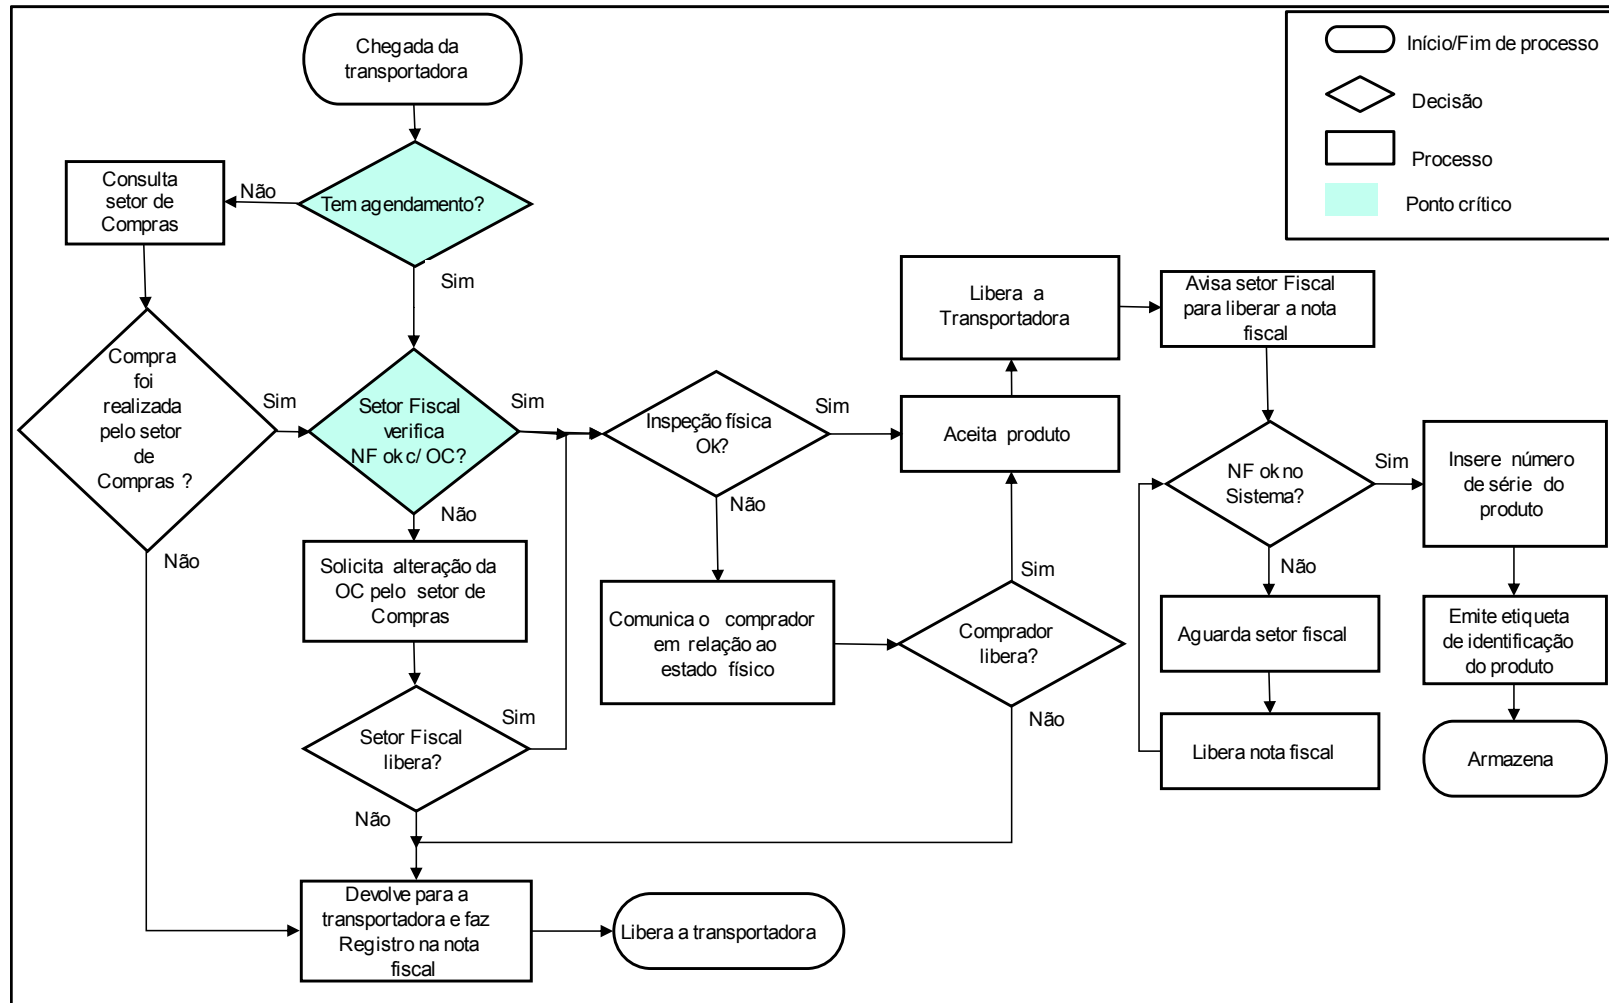 Chegada da
transportadora
Início/Fim de processo
Decisão
Processo
Ponto crítico
Consulta
setor de
Compras
Não
Tem agendamento?
Sim
Compra
foi
realizada
pelo setor
de
Compras ?
Sim
Não
Setor Fiscal
verifica
NF ok c/ OC?
Sim
Não
Solicita alteração da
OC pelo setor de
Compras
Setor Fiscal
libera?
Sim
Não
Devolve para a
transportadora e faz
Registro na nota
fiscal
Libera a transportadora
Inspeção física
Ok?
Sim
Não
Comunica o comprador
em relação ao
estado físico
Comprador
libera?
Sim
Não
Aceita produto
Libera a
Transportadora
Avisa setor Fiscal
para liberar a nota
fiscal
NF ok no
Sistema?
Sim
Não
Aguarda setor fiscal
Libera nota fiscal
Insere número
de série do
produto
Emite etiqueta
de identificação
do produto
Armazena